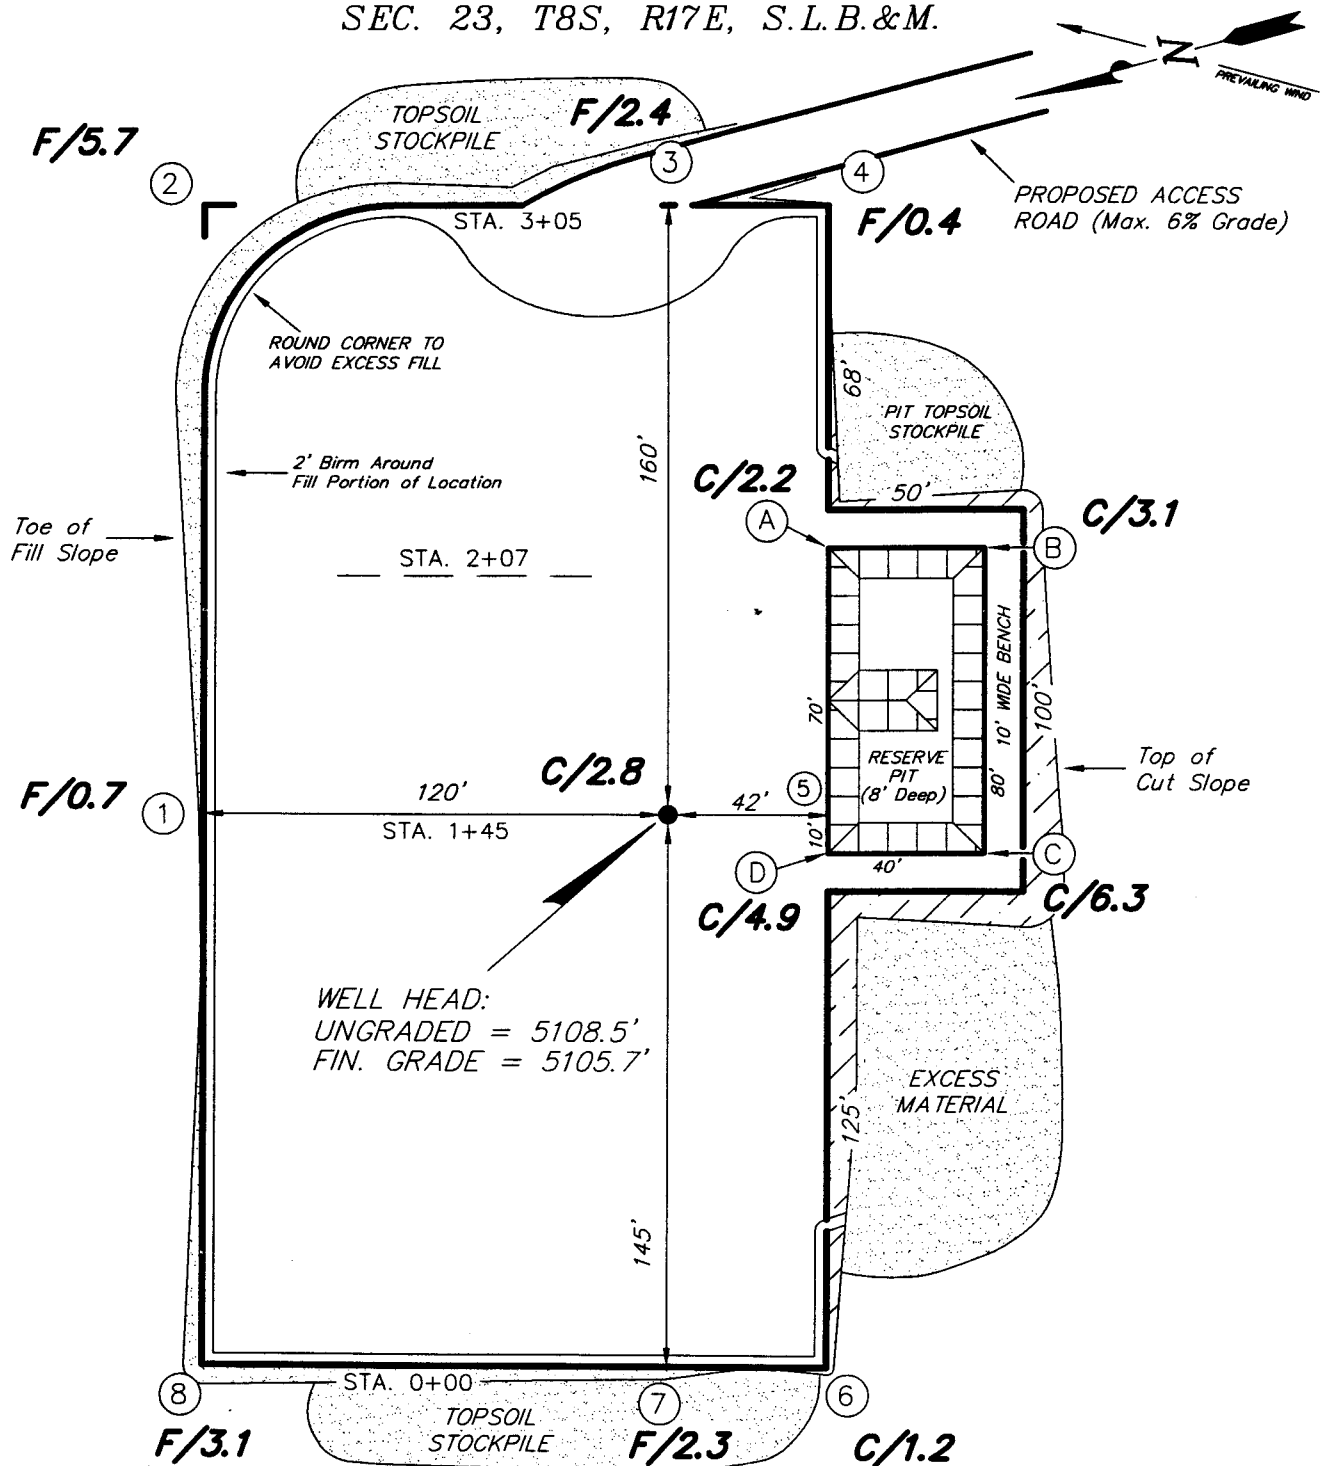 SEC. 23, T8S, R17E, S.L.B.&M.
N
PREVAILING WIND
TOPSOIL
STOCKPILE
F/2.4
F/5.7
2
3
4
PROPOSED ACCESS
ROAD (Max. 6% Grade)
STA. 3+05
F/0.4
ROUND CORNER TO
AVOID EXCESS FILL
68'
PIT TOPSOIL
STOCKPILE
160'
2' Birm Around
Fill Portion of Location
C/2.2
50'
C/3.1
Toe of
Fill Slope
A
B
STA. 2+07
10' WIDE BENCH
100'
70'
RESERVE
PIT
(8' Deep)
80'
Top of
Cut Slope
C/2.8
F/0.7
1
120'
STA. 1+45
42'
5
10'
D
40'
C
C/4.9
C/6.3
WELL HEAD:
UNGRADED = 5108.5'
FIN. GRADE = 5105.7'
EXCESS
MATERIAL
125'
145'
STA. 0+00
8
7
6
TOPSOIL
STOCKPILE
F/3.1
F/2.3
C/1.2